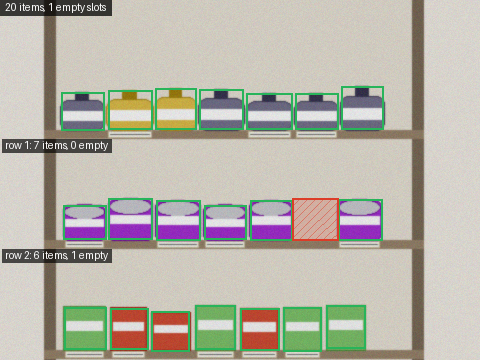 20 items, 1 empty slots
row 1: 7 items, 0 empty
row 2: 6 items, 1 empty